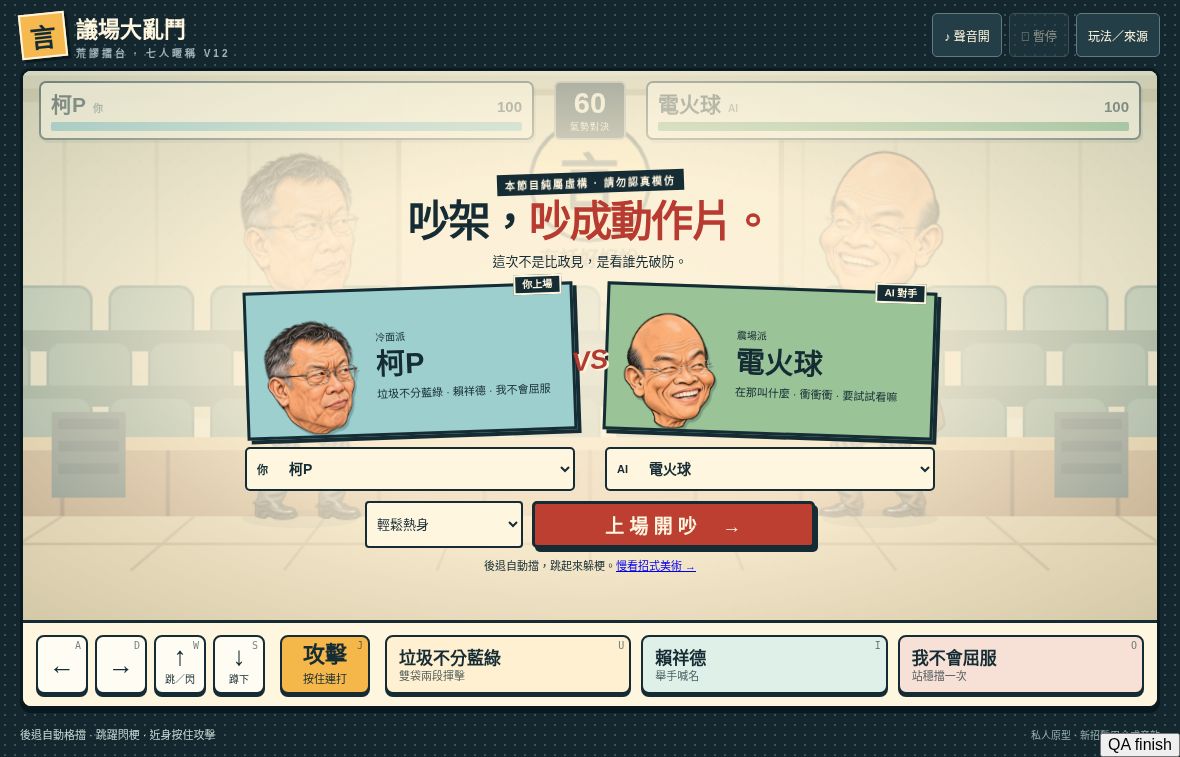 言
議場大亂鬥
荒謬擂台 · 七人暱稱 V12
♪ 聲音開
暫停
玩法／來源
柯P 你 100
60
氣勢對決
電火球 AI 100
言
本節目純屬虛構 · 請勿認真模仿
吵架，吵成動作片。
這次不是比政見，是看誰先破防。
你上場
冷面派
柯P
垃圾不分藍綠 · 賴祥德 · 我不會屈服
VS
AI 對手
震場派
電火球
在那叫什麼 · 衝衝衝 · 要試試看嘛
你 柯P
AI 電火球
輕鬆熱身
上場開吵 →
後退自動擋，跳起來躲梗。慢看招式美術 →
A
←
D
→
W
↑
跳／閃
S
↓
蹲下
J
攻擊
按住連打
U
垃圾不分藍綠
雙袋兩段揮擊
I
賴祥德
舉手喊名
O
我不會屈服
站穩擋一次
後退自動格擋 · 跳躍閃梗 · 近身按住攻擊
私人原型 · 新招
QA finish